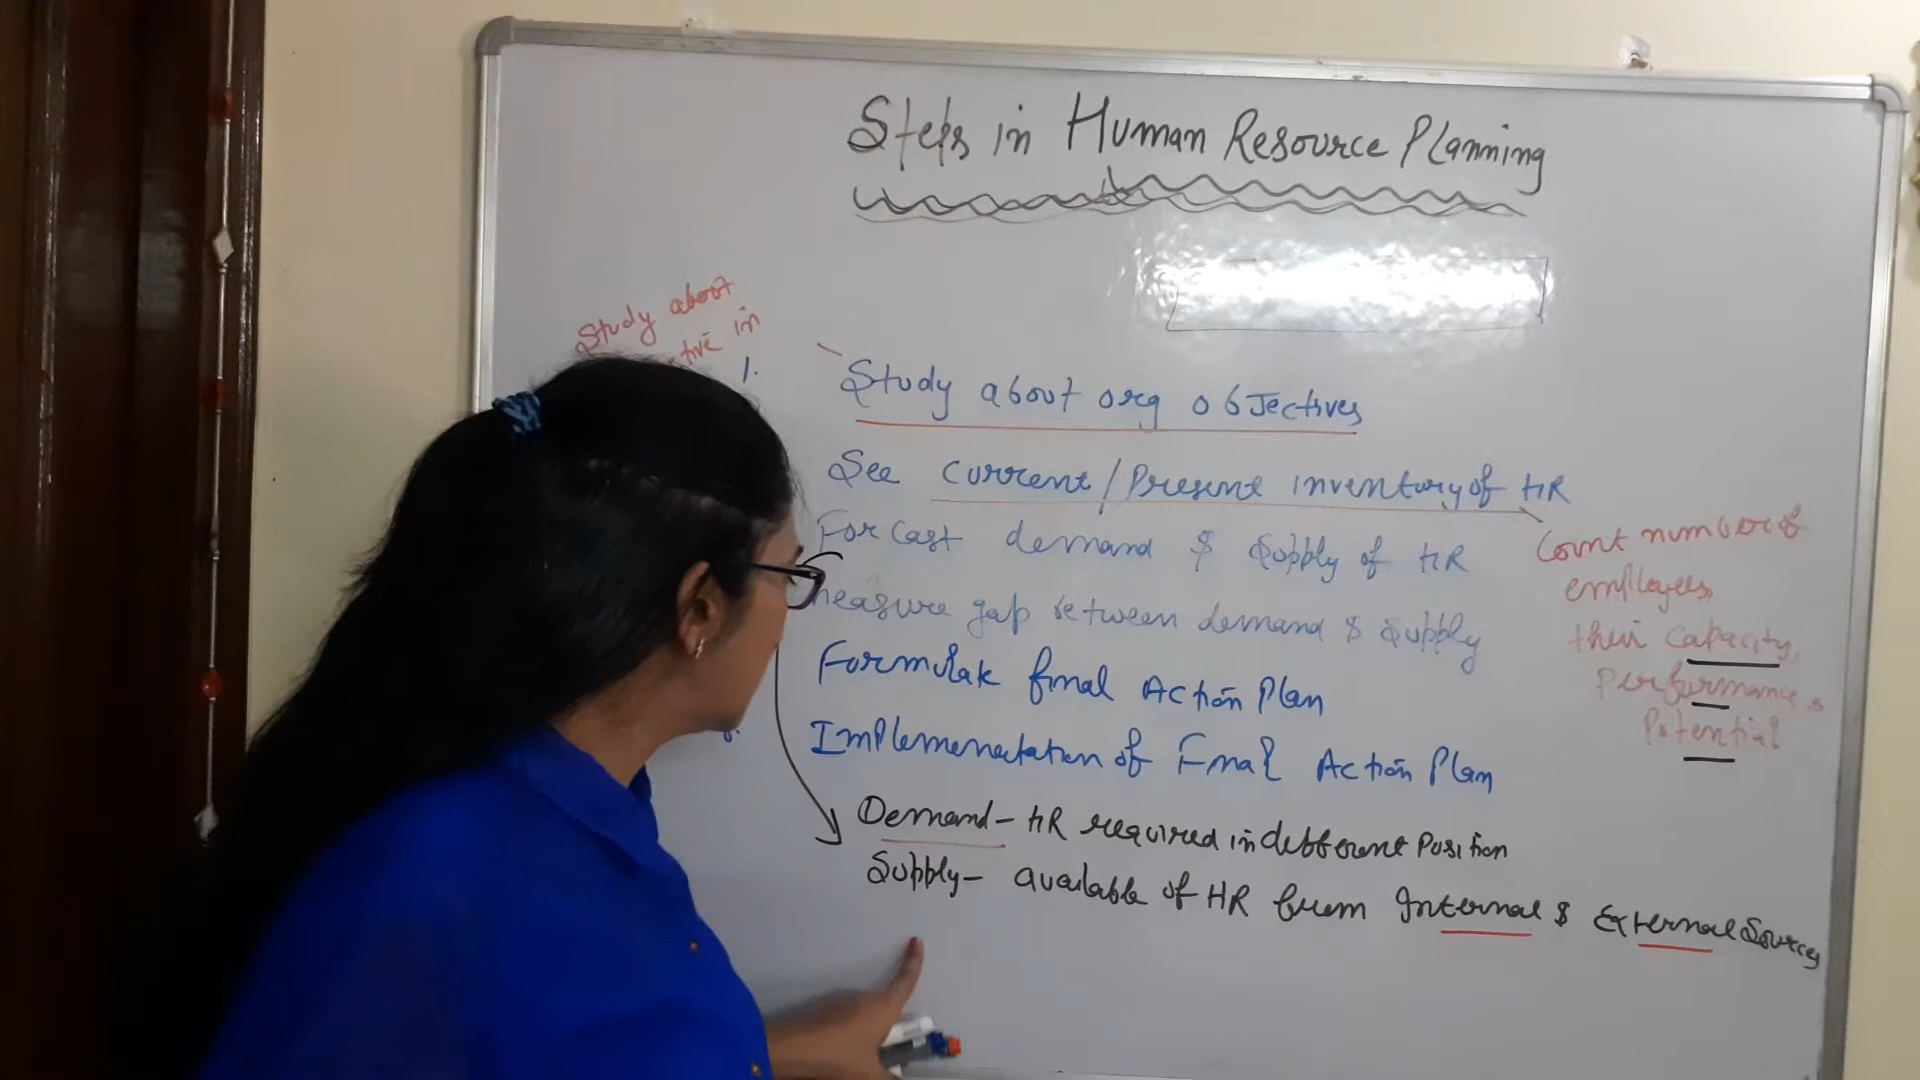 Steps in Human Resource Planning
Study about
in
1. Study about org objectives
See current/Present inventory of HR
Forcast demand & Supply of HR
measure gap between demand & Supply
Formulate final Action Plan
Implementation of Final Action Plan
Count number of
employees
their capacity,
Performance &
Potential
Demand - HR required in different Position
Supply - available of HR from Internal & External Sources